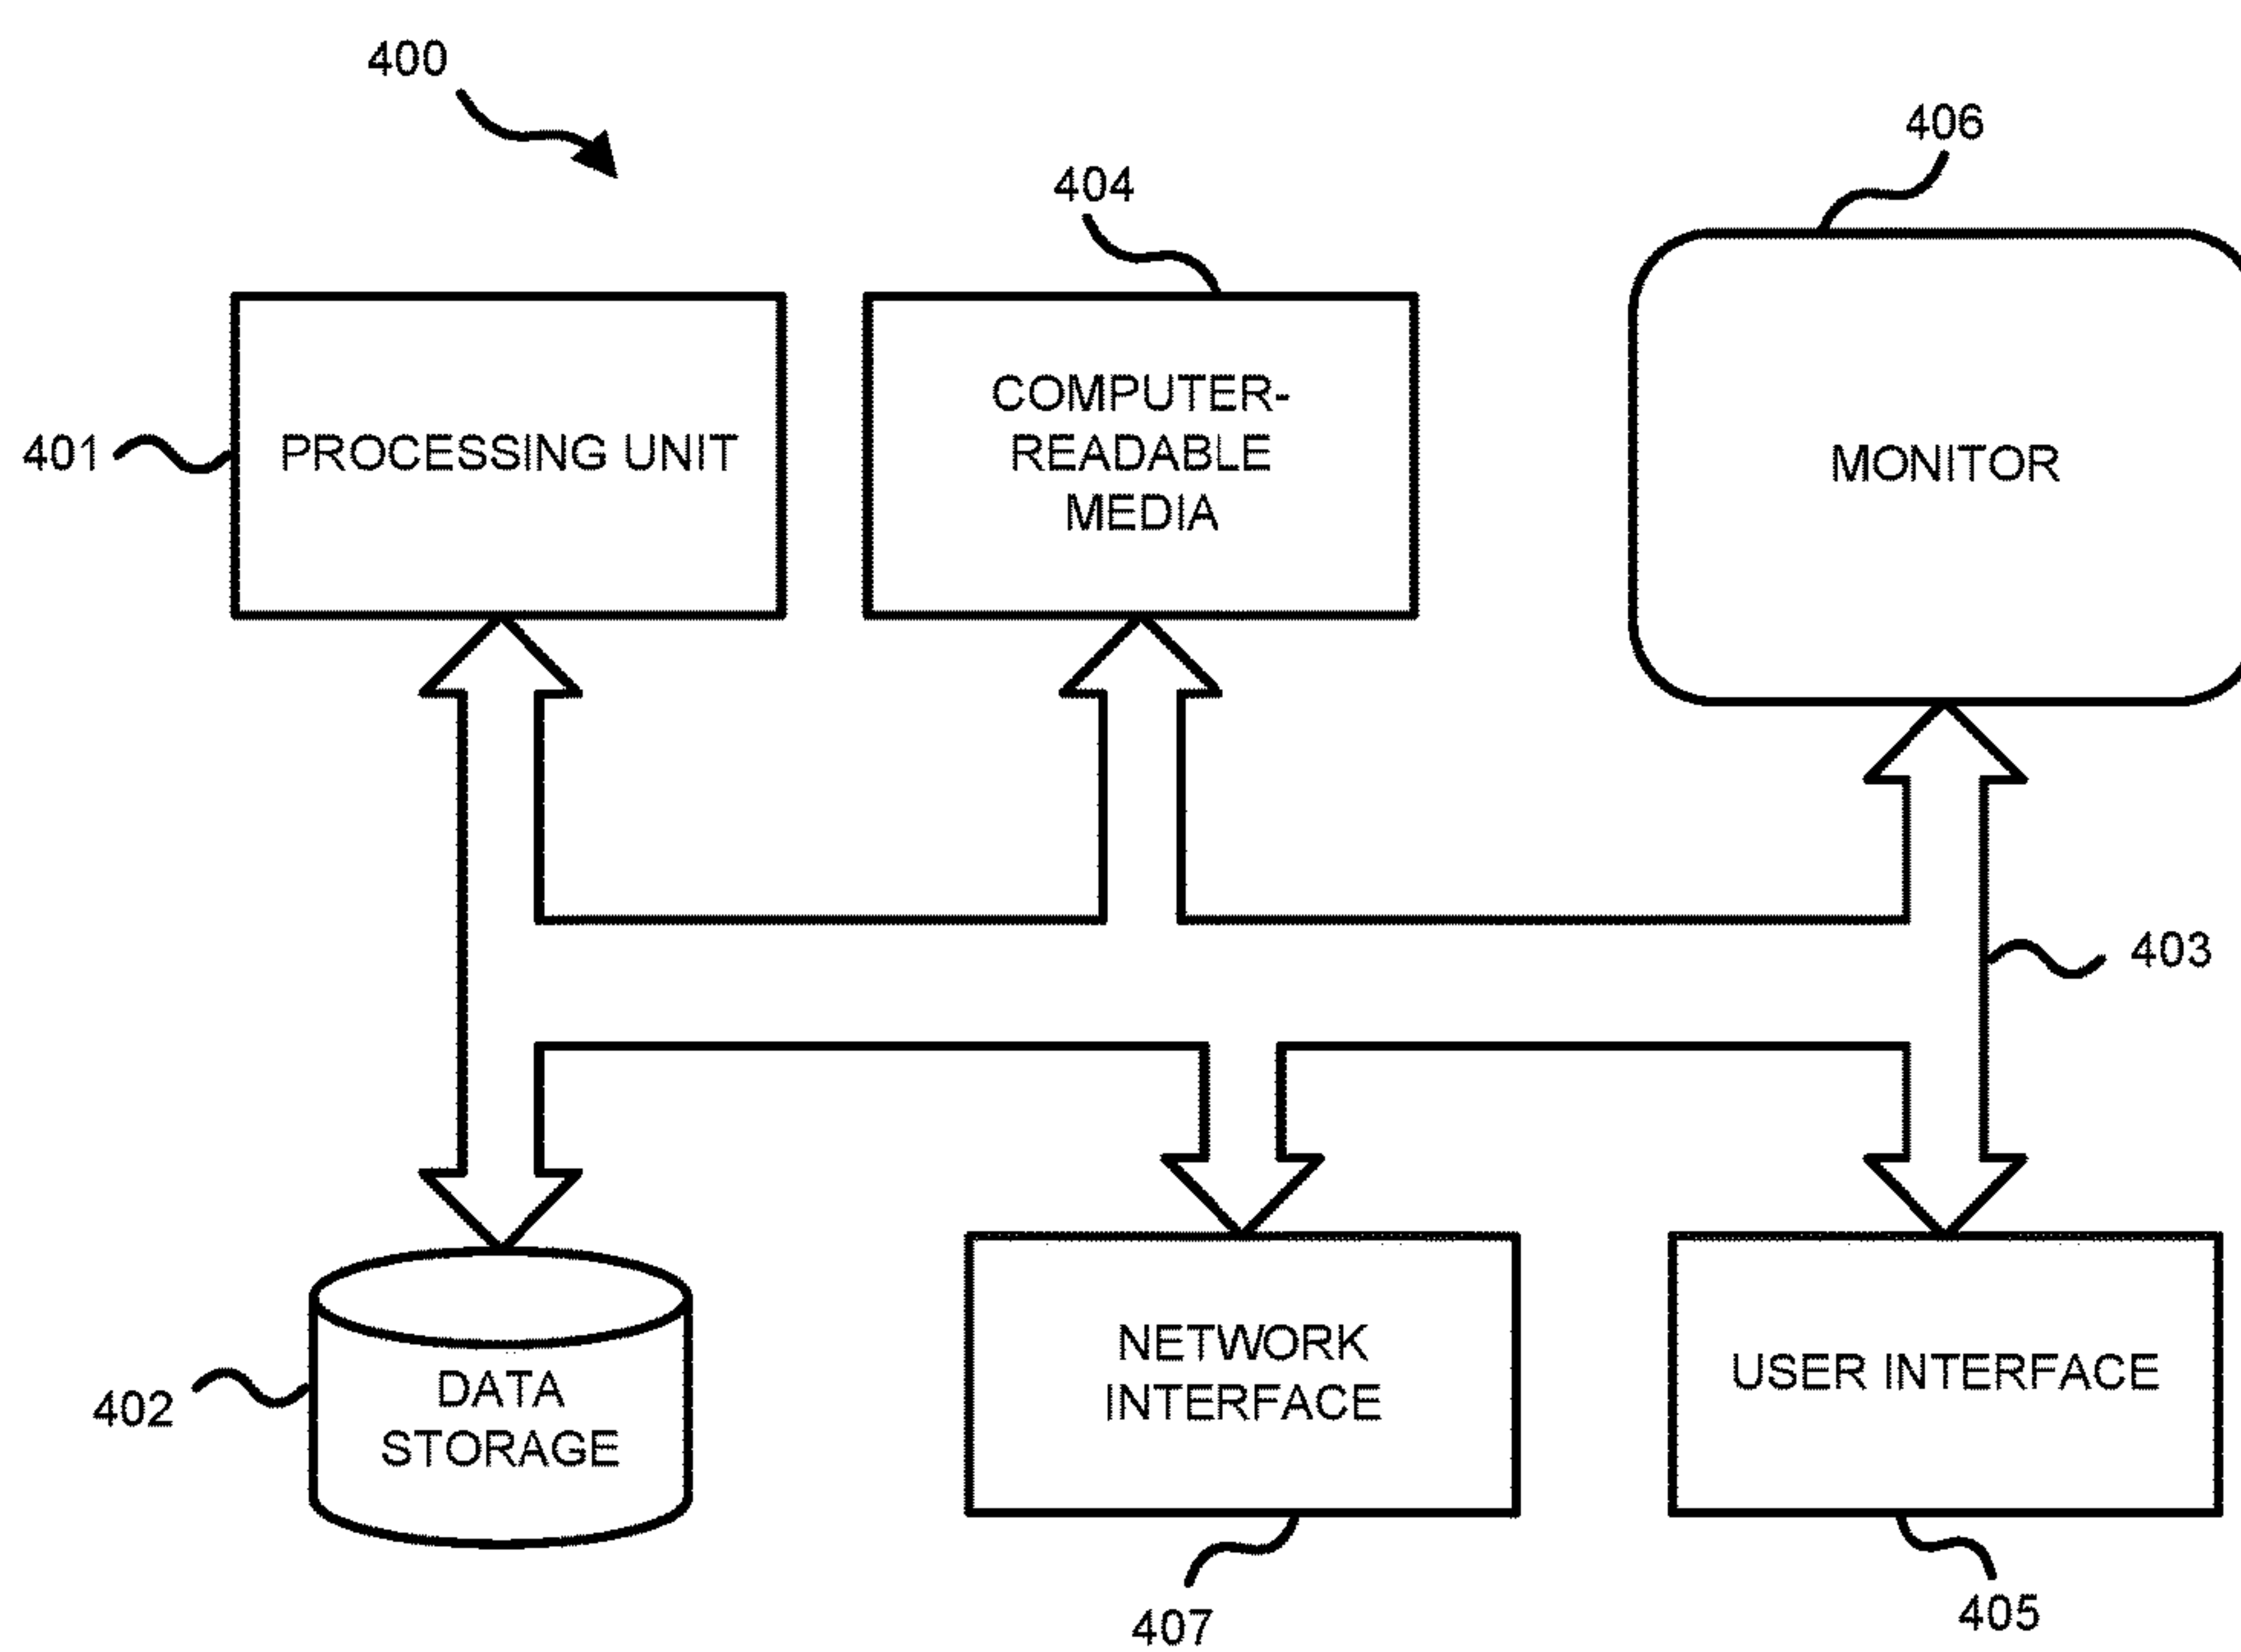 400
406
404
COMPUTER-
READABLE
MEDIA
401
PROCESSING UNIT
MONITOR
403
402
DATA
STORAGE
NETWORK
INTERFACE
USER INTERFACE
407
405